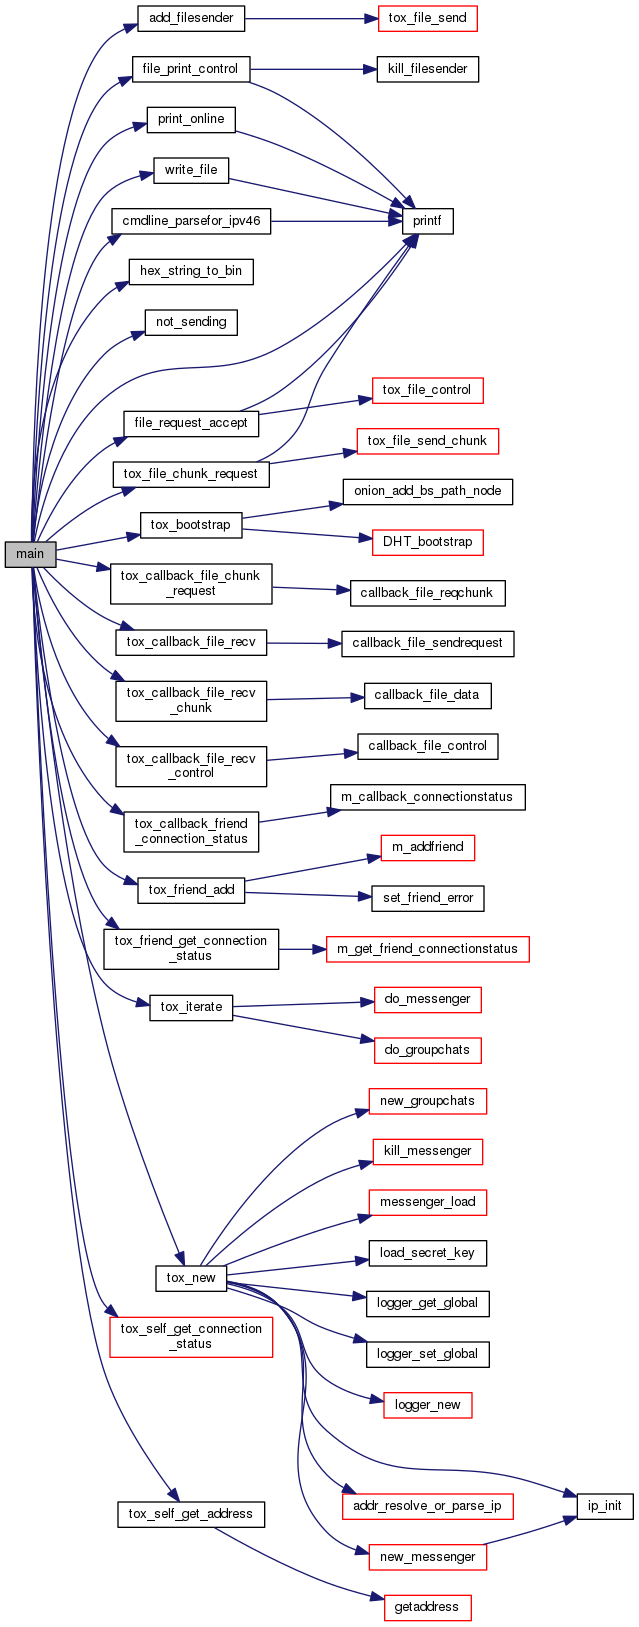 add_filesender
tox_file_send
file_print_control
kill_filesender
print_online
write_file
cmdline_parsefor_ipv46
printf
hex_string_to_bin
not_sending
tox_file_control
file_request_accept
tox_file_send_chunk
tox_file_chunk_request
onion_add_bs_path_node
tox_bootstrap
DHT_bootstrap
main
tox_callback_file_chunk
_request
callback_file_reqchunk
tox_callback_file_recv
callback_file_sendrequest
tox_callback_file_recv
_chunk
callback_file_data
tox_callback_file_recv
_control
callback_file_control
m_callback_connectionstatus
tox_callback_friend
_connection_status
m_addfriend
tox_friend_add
set_friend_error
tox_friend_get_connection
_status
m_get_friend_connectionstatus
tox_iterate
do_messenger
do_groupchats
new_groupchats
kill_messenger
messenger_load
load_secret_key
tox_new
logger_get_global
tox_self_get_connection
_status
logger_set_global
logger_new
addr_resolve_or_parse_ip
ip_init
tox_self_get_address
new_messenger
getaddress